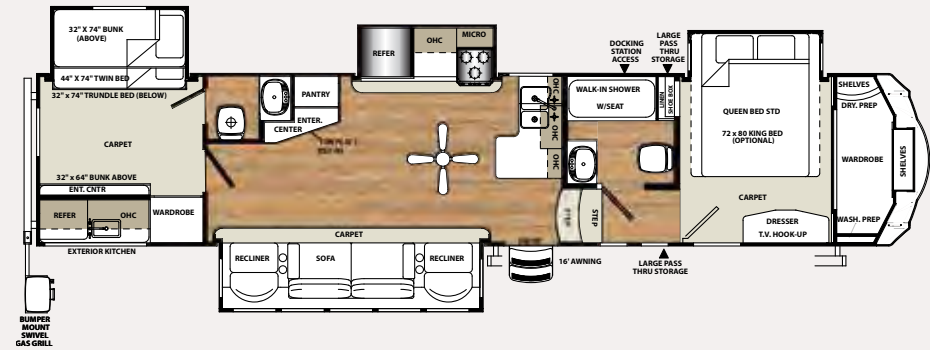 32" X 74" BUNK
(ABOVE)
44" X 74" TWIN BED
32" x 74" TRUNDLE BED (BELOW)
CARPET
32" x 64" BUNK ABOVE
ENT. CNTR
REFER
OHC
WARDROBE
EXTERIOR KITCHEN
BUMPER
MOUNT
SWIVEL
GAS GRILL
PANTRY
ENTER.
CENTER
REFER
OHC
MICRO
OHC
OHC
OHC
CARPET
RECLINER
SOFA
RECLINER
16' AWNING
STEP
STEP
DOCKING
STATION
ACCESS
LARGE
PASS
THRU
STORAGE
WALK-IN SHOWER
W/SEAT
LINEN
SHOE BOX
LARGE PASS
THRU STORAGE
QUEEN BED STD
72 x 80 KING BED
(OPTIONAL)
CARPET
DRESSER
T.V. HOOK-UP
SHELVES
DRY. PREP
WARDROBE
SHELVES
WASH. PREP